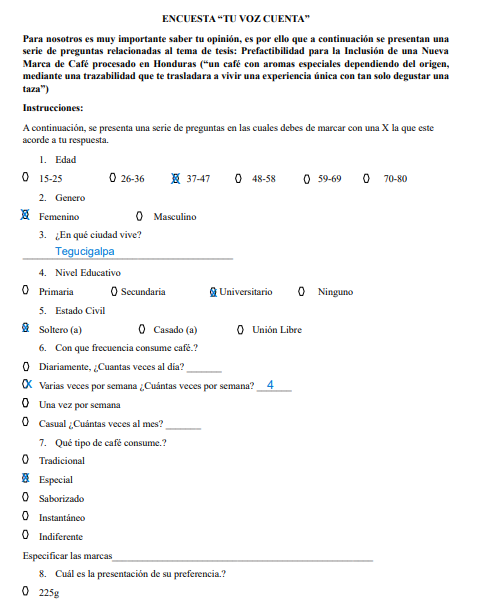 ENCUESTA “TU VOZ CUENTA”
Para nosotros es muy importante saber tu opinión, es por ello que a continuación se presentan una
serie de preguntas relacionadas al tema de tesis: Prefactibilidad para la Inclusión de una Nueva
Marca de Café procesado en Honduras (“un café con aromas especiales dependiendo del origen,
mediante una trazabilidad que te trasladara a vivir una experiencia única con tan solo degustar una
taza”)
Instrucciones:
A continuación, se presenta una serie de preguntas en las cuales debes de marcar con una X la que este
acorde a tu respuesta.
1. Edad
15-25 26-36 X 37-47 48-58 59-69 70-80
2. Genero
X Femenino Masculino
3. ¿En qué ciudad vive?
Tegucigalpa
4. Nivel Educativo
Primaria Secundaria X Universitario Ninguno
5. Estado Civil
X Soltero (a) Casado (a) Unión Libre
6. Con que frecuencia consume café.?
Diariamente, ¿Cuantas veces al día? _______
X Varias veces por semana ¿Cuántas veces por semana? __4____
Una vez por semana
Casual ¿Cuántas veces al mes? _______
7. Qué tipo de café consume.?
Tradicional
X Especial
Saborizado
Instantáneo
Indiferente
Especificar las marcas____________________
8. Cuál es la presentación de su preferencia.?
225g